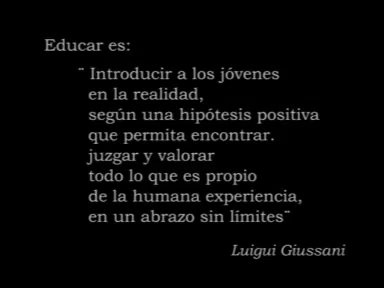 Educar es:
¨ Introducir a los jóvenes
en la realidad,
según una hipótesis positiva
que permita encontrar.
juzgar y valorar
todo lo que es propio
de la humana experiencia,
en un abrazo sin límites¨
Luigui Giussani